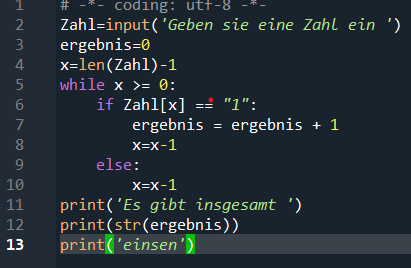 1 # -*- coding: utf-8 -*-
2 Zahl=input('Geben sie eine Zahl ein ')
3 ergebnis=0
4 x=len(Zahl)-1
5 while x >= 0:
6     if Zahl[x] == "1":
7         ergebnis = ergebnis + 1
8         x=x-1
9     else:
10         x=x-1
11 print('Es gibt insgesamt ')
12 print(str(ergebnis))
13 print('einsen')